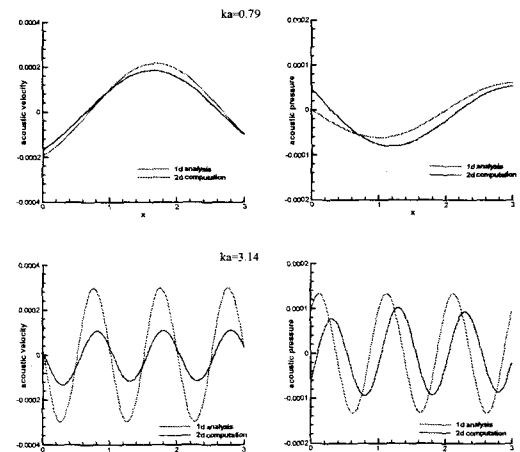 ka=0.79
0.0004
0.0002
0
-0.0002
-0.0004
acoustic velocity
1d analysis
2d computation
0
1
2
3
x
0.0002
0.0001
0
-0.0001
-0.0002
acoustic pressure
1d analysis
2d computation
0
1
2
3
x
ka=3.14
0.0004
0.0002
0
-0.0002
-0.0004
acoustic velocity
1d analysis
2d computation
0
1
2
3
0.0002
0.0001
0
-0.0001
-0.0002
acoustic pressure
1d analysis
2d computation
0
1
2
3